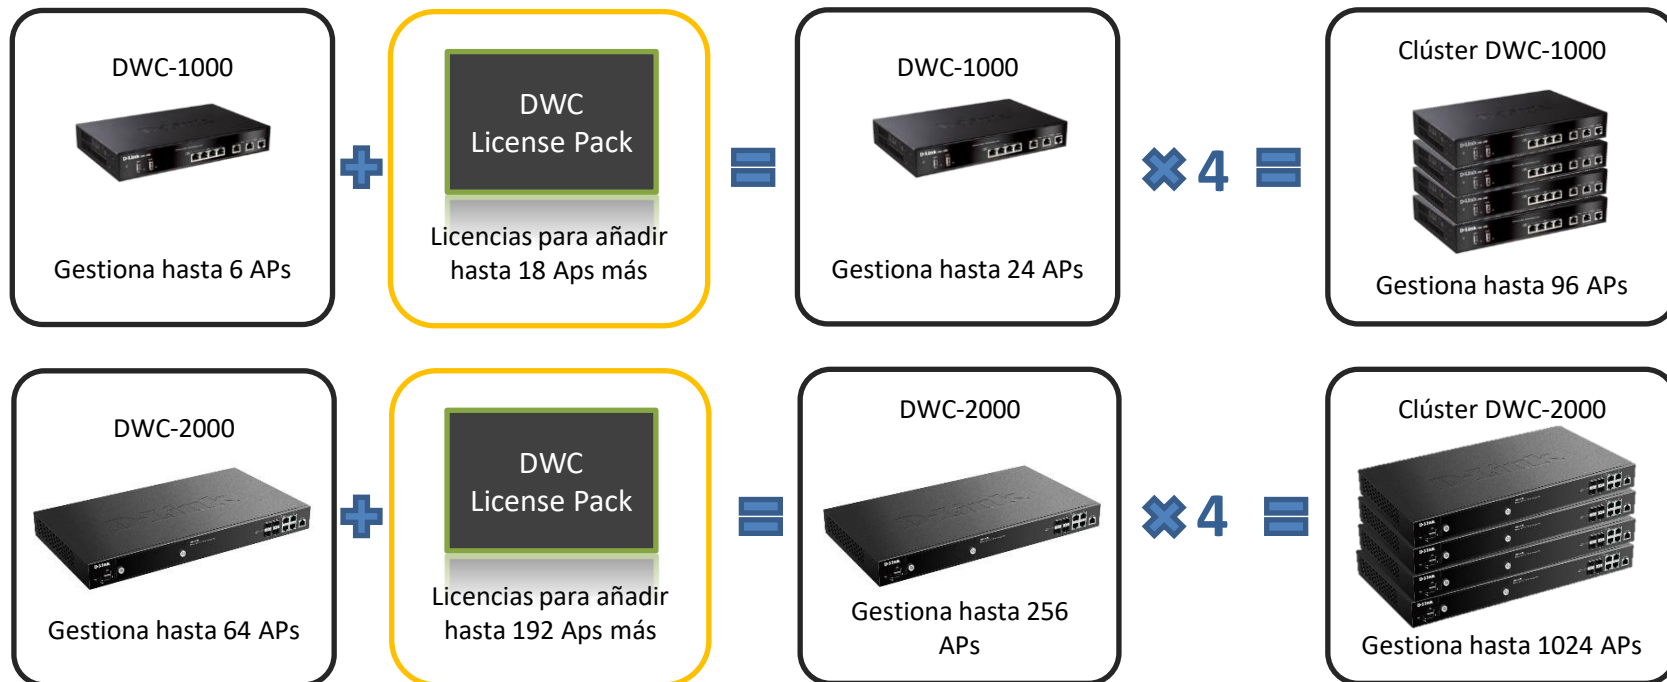 DWC-1000
Gestiona hasta 6 APs
DWC
License Pack
Licencias para añadir
hasta 18 Aps más
DWC-1000
Gestiona hasta 24 APs
4
Clúster DWC-1000
Gestiona hasta 96 APs
DWC-2000
Gestiona hasta 64 APs
DWC
License Pack
Licencias para añadir
hasta 192 Aps más
DWC-2000
Gestiona hasta 256
APs
4
Clúster DWC-2000
Gestiona hasta 1024 APs